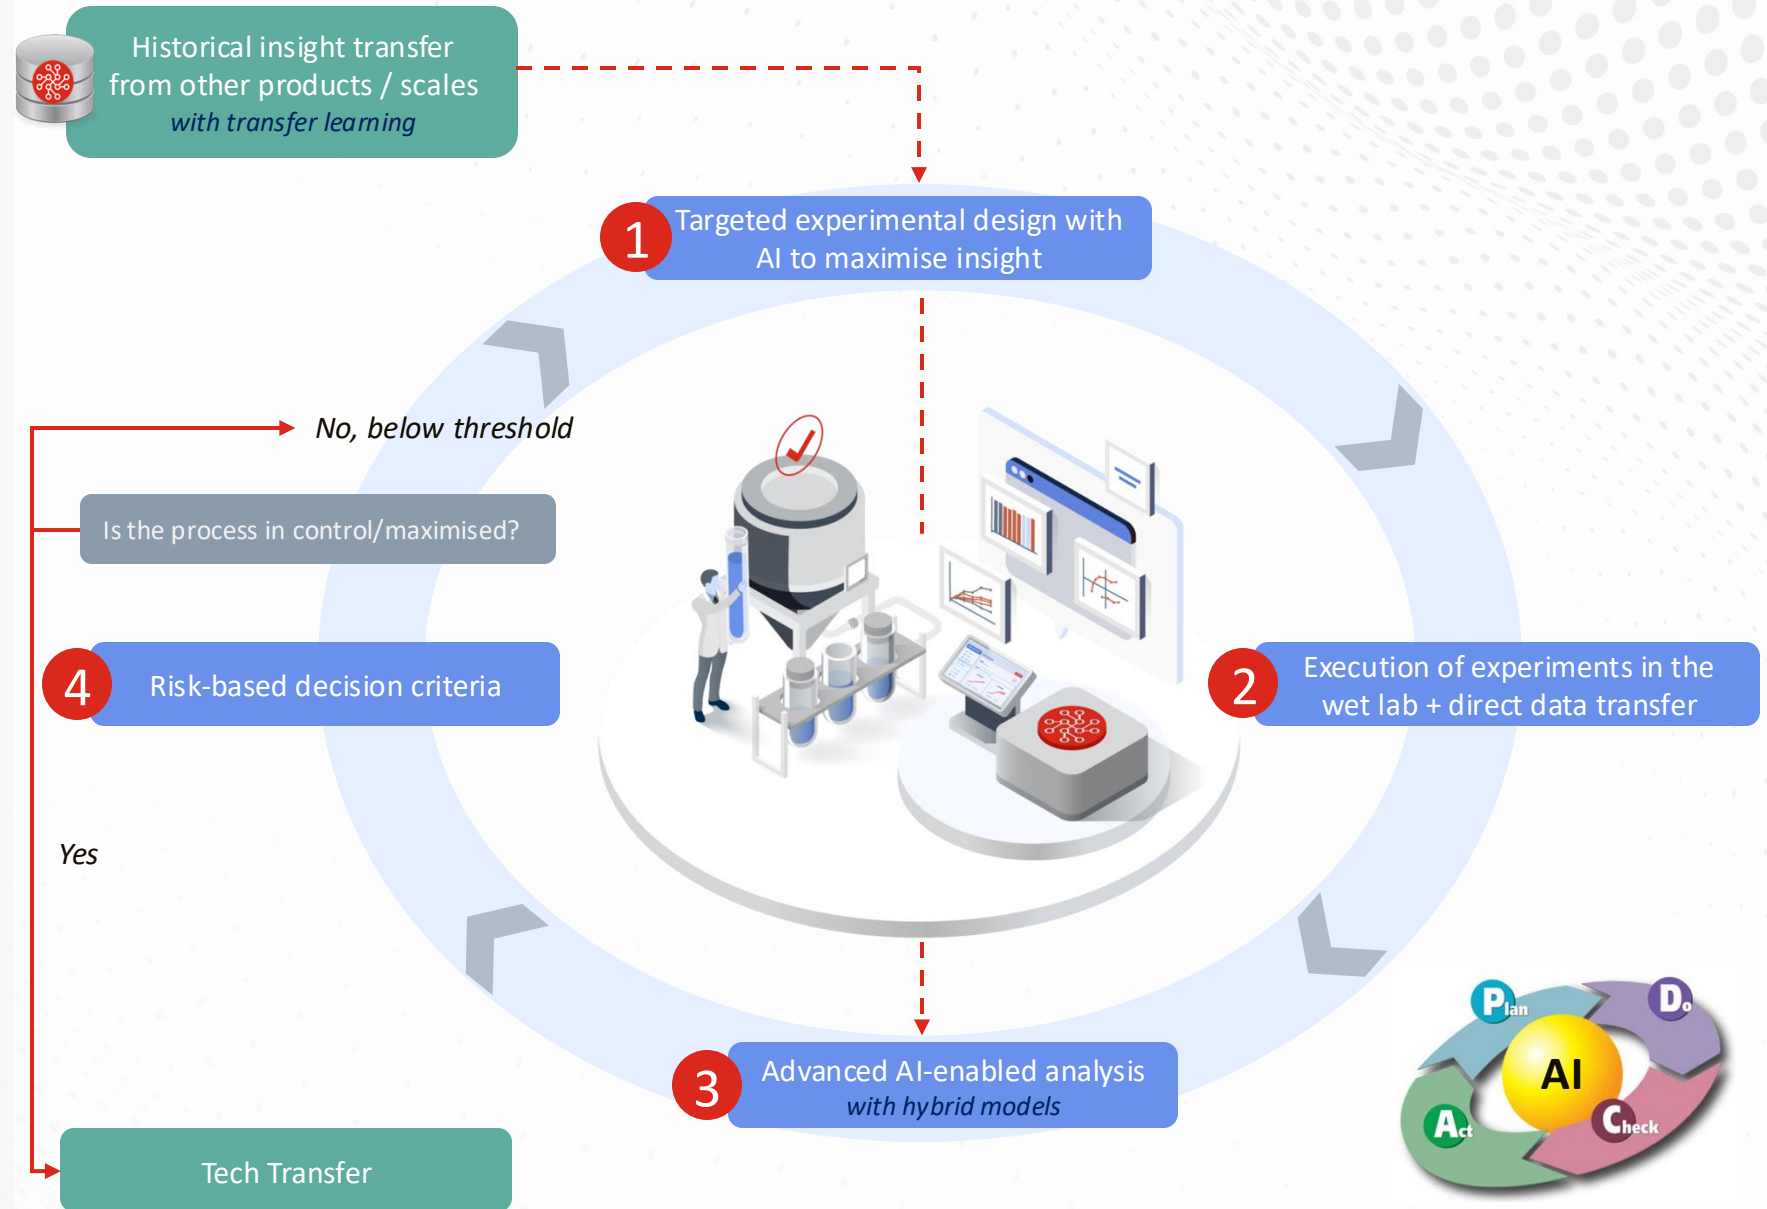 Historical insight transfer
from other products / scales
with transfer learning
1
Targeted experimental design with
AI to maximise insight
No, below threshold
Is the process in control/maximised?
4
Risk-based decision criteria
2
Execution of experiments in the
wet lab + direct data transfer
Yes
3
Advanced AI-enabled analysis
with hybrid models
Tech Transfer
Plan
Do
AI
Act
Check